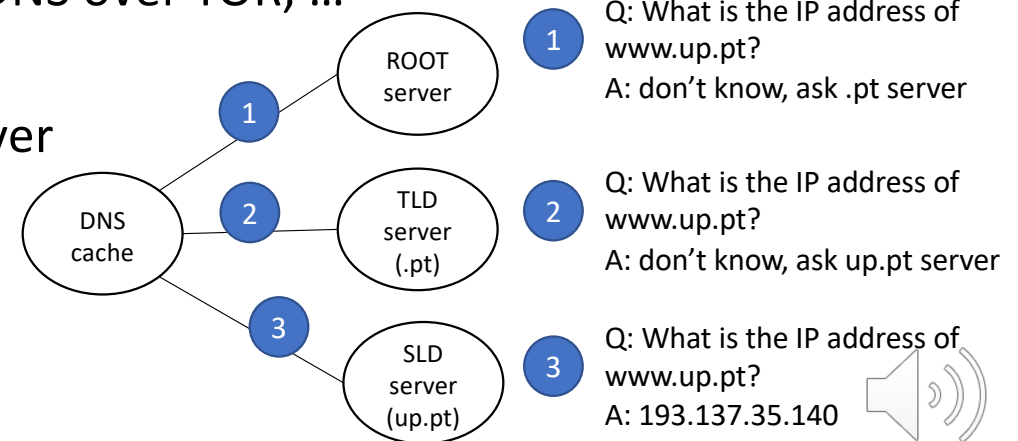 DNS over TOR, …
ROOT
server
1
1
Q: What is the IP address of
www.up.pt?
A: don’t know, ask .pt server
DNS
cache
2
TLD
server
(.pt)
2
Q: What is the IP address of
www.up.pt?
A: don’t know, ask up.pt server
3
SLD
server
(up.pt)
3
Q: What is the IP address of
www.up.pt?
A: 193.137.35.140